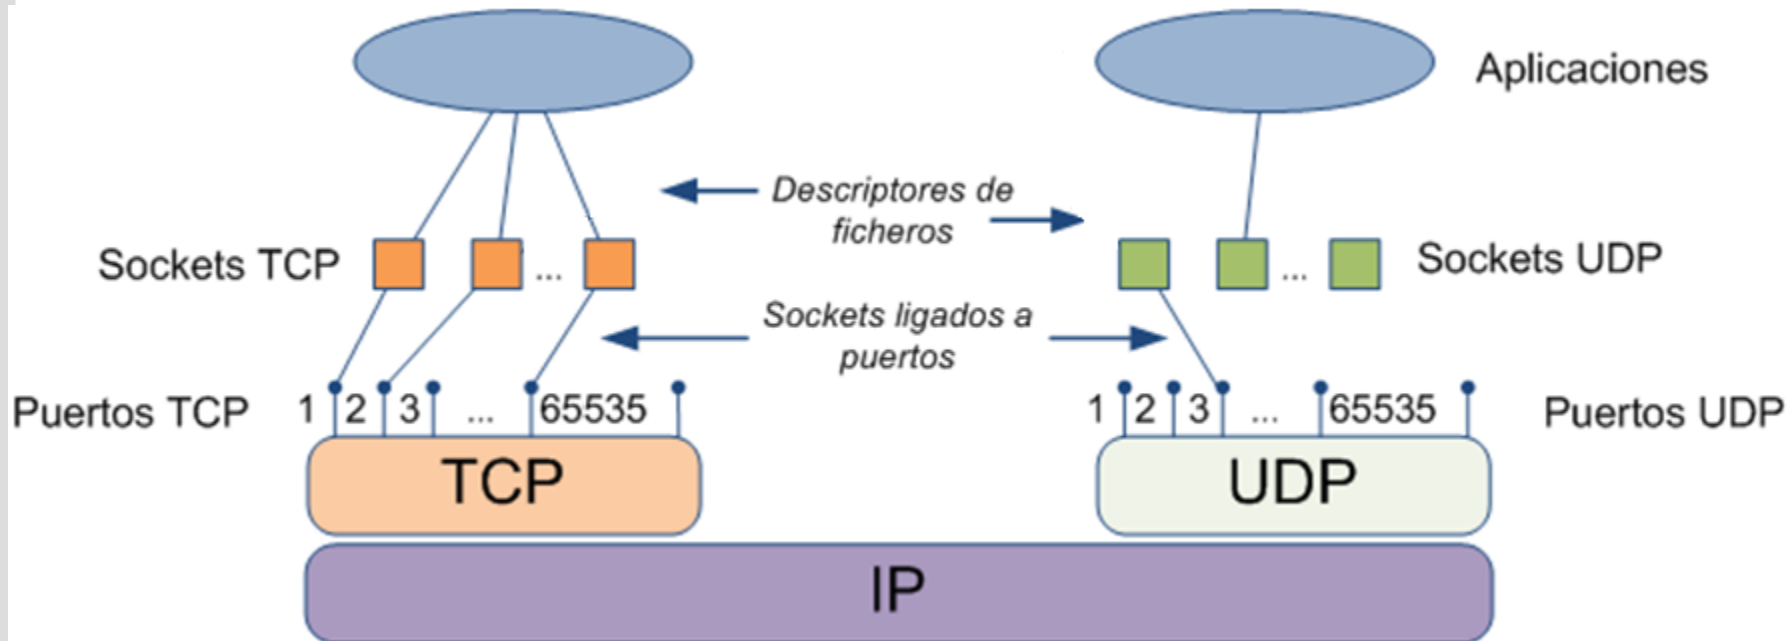 Aplicaciones
Descriptores de
ficheros
Sockets TCP
...
...
Sockets UDP
Sockets ligados a
puertos
Puertos TCP
1 2 3 ... 65535
1 2 3 ... 65535
Puertos UDP
TCP
UDP
IP